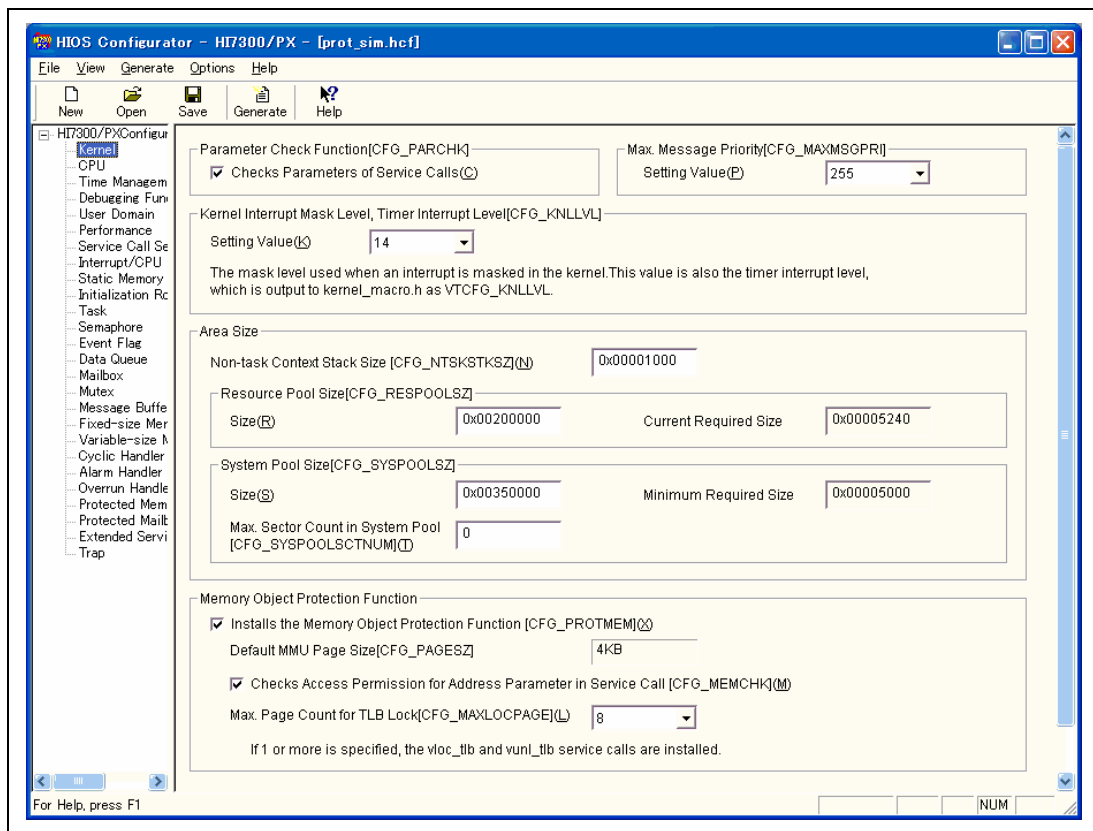 HIOS Configurator - HI7300/PX - [prot_sim.hcf]
File View Generate Options Help
New Open Save Generate Help
HI7300/PXConfigur
Kernel
CPU
Time Managem
Debugging Fun
User Domain
Performance
Service Call Se
Interrupt/CPU
Static Memory
Initialization Ro
Task
Semaphore
Event Flag
Data Queue
Mailbox
Mutex
Message Buffe
Fixed-size Mer
Variable-size M
Cyclic Handler
Alarm Handler
Overrun Handle
Protected Mem
Protected Mailb
Extended Servi
Trap
Parameter Check Function[CFG_PARCHK]
Checks Parameters of Service Calls(C)
Max. Message Priority[CFG_MAXMSGPRI]
Setting Value(P) 255
Kernel Interrupt Mask Level, Timer Interrupt Level[CFG_KNLLVL]
Setting Value(K) 14
The mask level used when an interrupt is masked in the kernel.This value is also the timer interrupt level,
which is output to kernel_macro.h as VTCFG_KNLLVL.
Area Size
Non-task Context Stack Size [CFG_NTSKSTKSZ](N) 0x00001000
Resource Pool Size[CFG_RESPOOLSZ]
Size(R) 0x00200000 Current Required Size 0x00005240
System Pool Size[CFG_SYSPOOLSZ]
Size(S) 0x00350000 Minimum Required Size 0x00005000
Max. Sector Count in System Pool
[CFG_SYSPOOLSCTNUM](T) 0
Memory Object Protection Function
Installs the Memory Object Protection Function [CFG_PROTMEM](X)
Default MMU Page Size[CFG_PAGESZ] 4KB
Checks Access Permission for Address Parameter in Service Call [CFG_MEMCHK](M)
Max. Page Count for TLB Lock[CFG_MAXLOCPAGE](L) 8
If 1 or more is specified, the vloc_tlb and vunl_tlb service calls are installed.
For Help, press F1
NUM